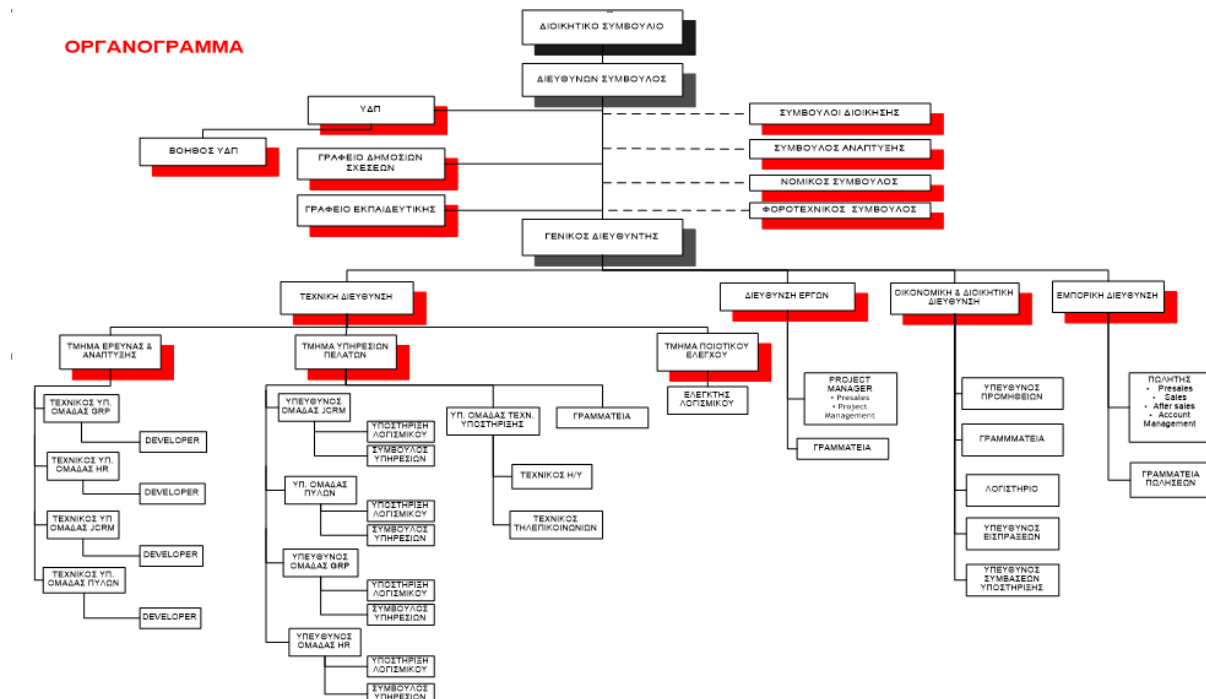 ΟΡΓΑΝΟΓΡΑΜΜΑ
ΔΙΟΙΚΗΤΙΚΟ ΣΥΜΒΟΥΛΙΟ
ΔΙΕΥΘΥΝΩΝ ΣΥΜΒΟΥΛΟΣ
ΥΔΠ
ΒΟΗΘΟΣ ΥΔΠ
ΓΡΑΦΕΙΟ ΔΗΜΟΣΙΩΝ
ΣΧΕΣΕΩΝ
ΓΡΑΦΕΙΟ ΕΚΠΑΙΔΕΥΤΙΚΗΣ
ΣΥΜΒΟΥΛΟΙ ΔΙΟΙΚΗΣΗΣ
ΣΥΜΒΟΥΛΟΣ ΑΝΑΠΤΥΞΗΣ
ΝΟΜΙΚΟΣ ΣΥΜΒΟΥΛΟΣ
ΦΟΡΟΤΕΧΝΙΚΟΣ ΣΥΜΒΟΥΛΟΣ
ΓΕΝΙΚΟΣ ΔΙΕΥΘΥΝΤΗΣ
ΤΕΧΝΙΚΗ ΔΙΕΥΘΥΝΣΗ
ΔΙΕΥΘΥΝΣΗ ΕΡΓΩΝ
ΟΙΚΟΝΟΜΙΚΗ & ΔΙΟΙΚΗΤΙΚΗ
ΔΙΕΥΘΥΝΣΗ
ΕΜΠΟΡΙΚΗ ΔΙΕΥΘΥΝΣΗ
ΤΜΗΜΑ ΕΡΕΥΝΑΣ &
ΑΝΑΠΤΥΞΗΣ
ΤΜΗΜΑ ΥΠΗΡΕΣΙΩΝ
ΠΕΛΑΤΩΝ
ΤΜΗΜΑ ΠΟΙΟΤΙΚΟΥ
ΕΛΕΓΧΟΥ
ΕΛΕΓΚΤΗΣ
ΛΟΓΙΣΜΙΚΟΥ
ΤΕΧΝΙΚΟΣ ΥΠ.
ΟΜΑΔΑΣ GRP
DEVELOPER
ΤΕΧΝΙΚΟΣ ΥΠ.
ΟΜΑΔΑΣ HR
DEVELOPER
ΤΕΧΝΙΚΟΣ ΥΠ
ΟΜΑΔΑΣ JCRM
DEVELOPER
ΤΕΧΝΙΚΟΣ ΥΠ.
ΟΜΑΔΑΣ ΠΥΛΩΝ
DEVELOPER
ΥΠΕΥΘΥΝΟΣ
ΟΜΑΔΑΣ JCRM
ΥΠΟΣΤΗΡΙΞΗ
ΛΟΓΙΣΜΙΚΟΥ
ΣΥΜΒΟΥΛΟΣ
ΥΠΗΡΕΣΙΩΝ
ΥΠ. ΟΜΑΔΑΣ
ΠΥΛΩΝ
ΥΠΟΣΤΗΡΙΞΗ
ΛΟΓΙΣΜΙΚΟΥ
ΣΥΜΒΟΥΛΟΣ
ΥΠΗΡΕΣΙΩΝ
ΥΠΕΥΘΥΝΟΣ
ΟΜΑΔΑΣ GRP
ΥΠΟΣΤΗΡΙΞΗ
ΛΟΓΙΣΜΙΚΟΥ
ΣΥΜΒΟΥΛΟΣ
ΥΠΗΡΕΣΙΩΝ
ΥΠΕΥΘΥΝΟΣ
ΟΜΑΔΑΣ HR
ΥΠΟΣΤΗΡΙΞΗ
ΛΟΓΙΣΜΙΚΟΥ
ΣΥΜΒΟΥΛΟΣ
ΥΠΗΡΕΣΙΩΝ
ΥΠ. ΟΜΑΔΑΣ ΤΕΧΝ.
ΥΠΟΣΤΗΡΙΞΗΣ
ΤΕΧΝΙΚΟΣ Η/Υ
ΤΕΧΝΙΚΟΣ
ΤΗΛΕΠΙΚΟΙΝΩΝΙΩΝ
ΓΡΑΜΜΑΤΕΙΑ
PROJECT
MANAGER
• Presales
• Project
Management
ΓΡΑΜΜΑΤΕΙΑ
ΥΠΕΥΘΥΝΟΣ
ΠΡΟΜΗΘΕΙΩΝ
ΓΡΑΜΜΜΑΤΕΙΑ
ΛΟΓΙΣΤΗΡΙΟ
ΥΠΕΥΘΥΝΟΣ
ΕΙΣΠΡΑΞΕΩΝ
ΥΠΕΥΘΥΝΟΣ
ΣΥΜΒΑΣΕΩΝ
ΥΠΟΣΤΗΡΙΞΗΣ
ΠΩΛΗΤΗΣ
• Presales
• Sales
• After sales
• Account
Management
ΓΡΑΜΜΑΤΕΙΑ
ΠΩΛΗΣΕΩΝ